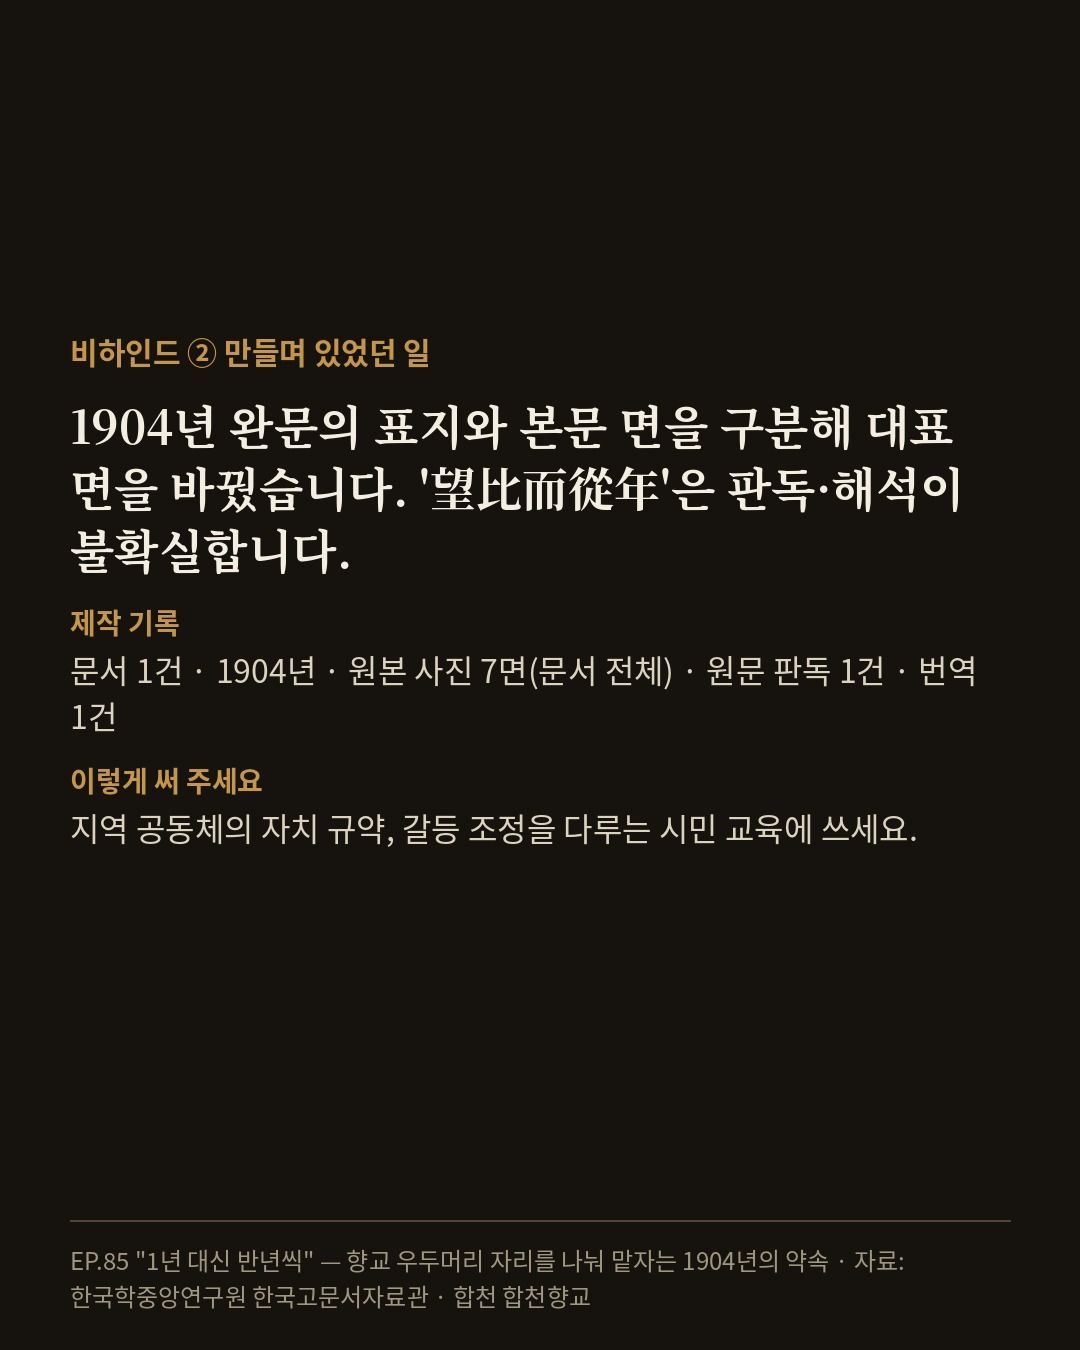 비하인드 ② 만들며 있었던 일
1904년 완문의 표지와 본문 면을 구분해 대표
면을 바꿨습니다. '望比而從年'은 판독·해석이
불확실합니다.
제작 기록
문서 1건 · 1904년 · 원본 사진 7면(문서 전체) · 원문 판독 1건 · 번역
1건
이렇게 써 주세요
지역 공동체의 자치 규약, 갈등 조정을 다루는 시민 교육에 쓰세요.
EP.85 "1년 대신 반년씩" — 향교 우두머리 자리를 나눠 맡자는 1904년의 약속 · 자료:
한국학중앙연구원 한국고문서자료관 · 합천 합천향교